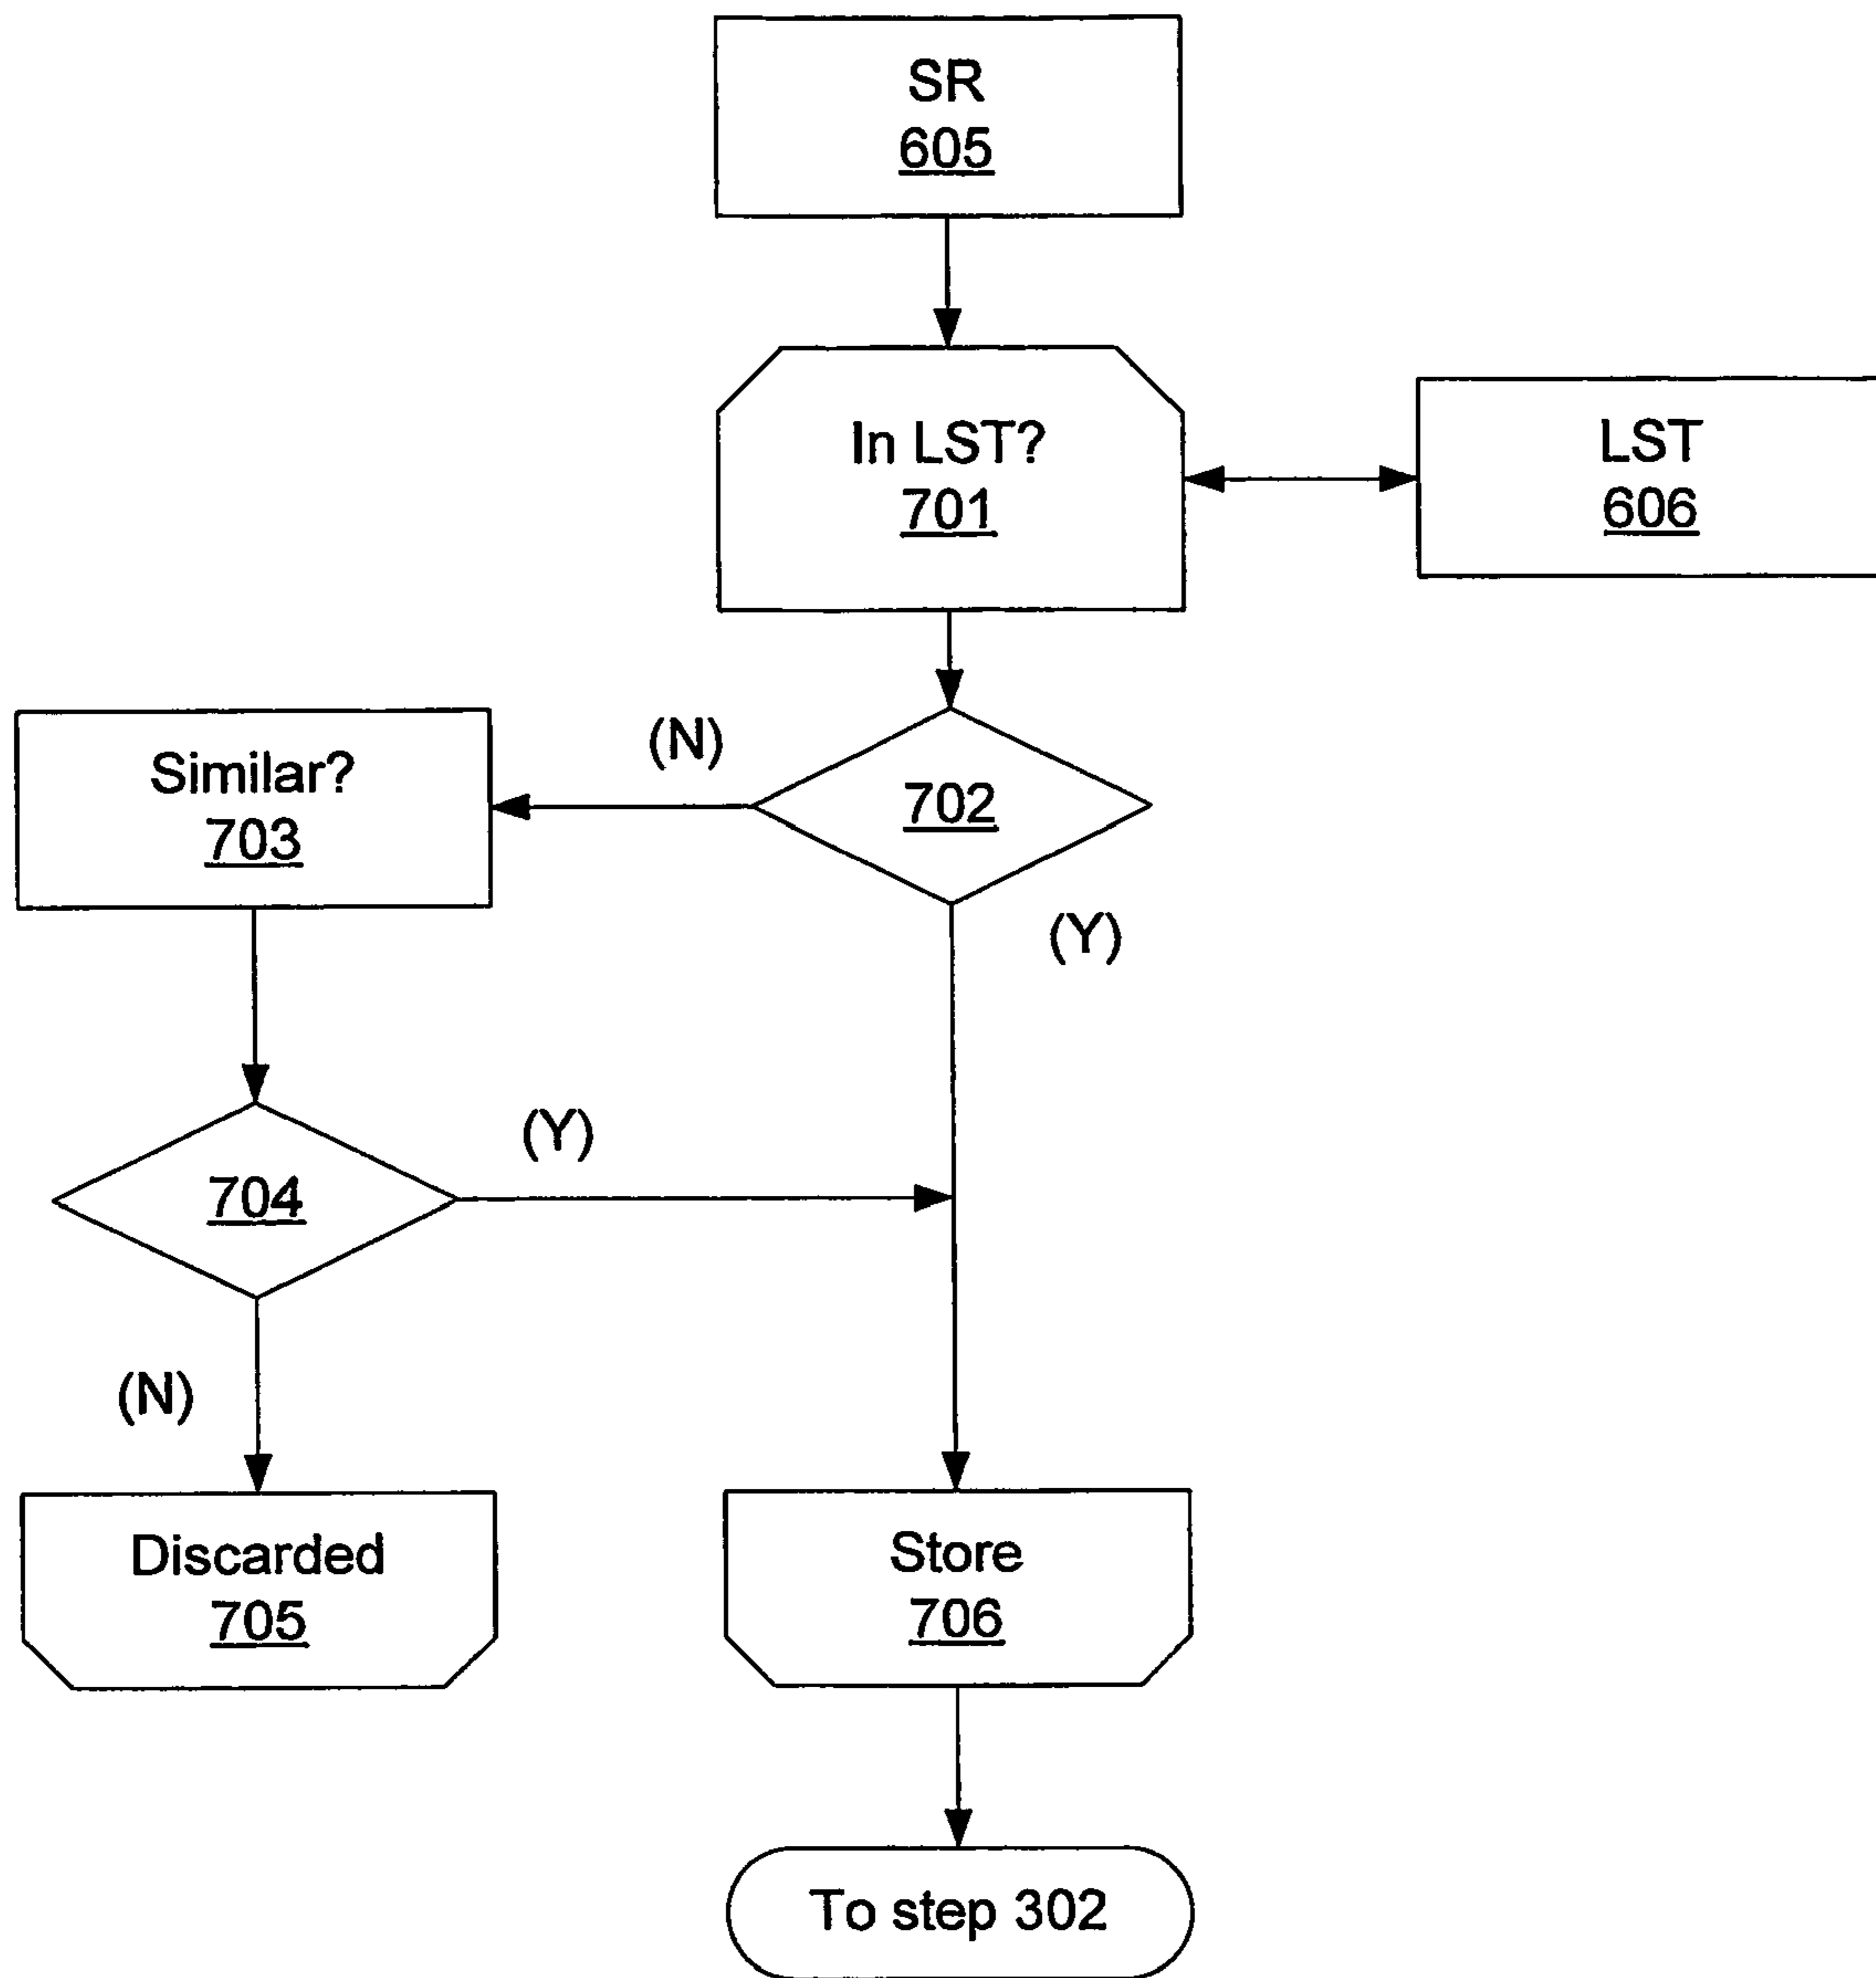 SR
605
In LST?
701
LST
606
(N)
702
Similar?
703
(Y)
(Y)
704
(N)
Discarded
705
Store
706
To step 302